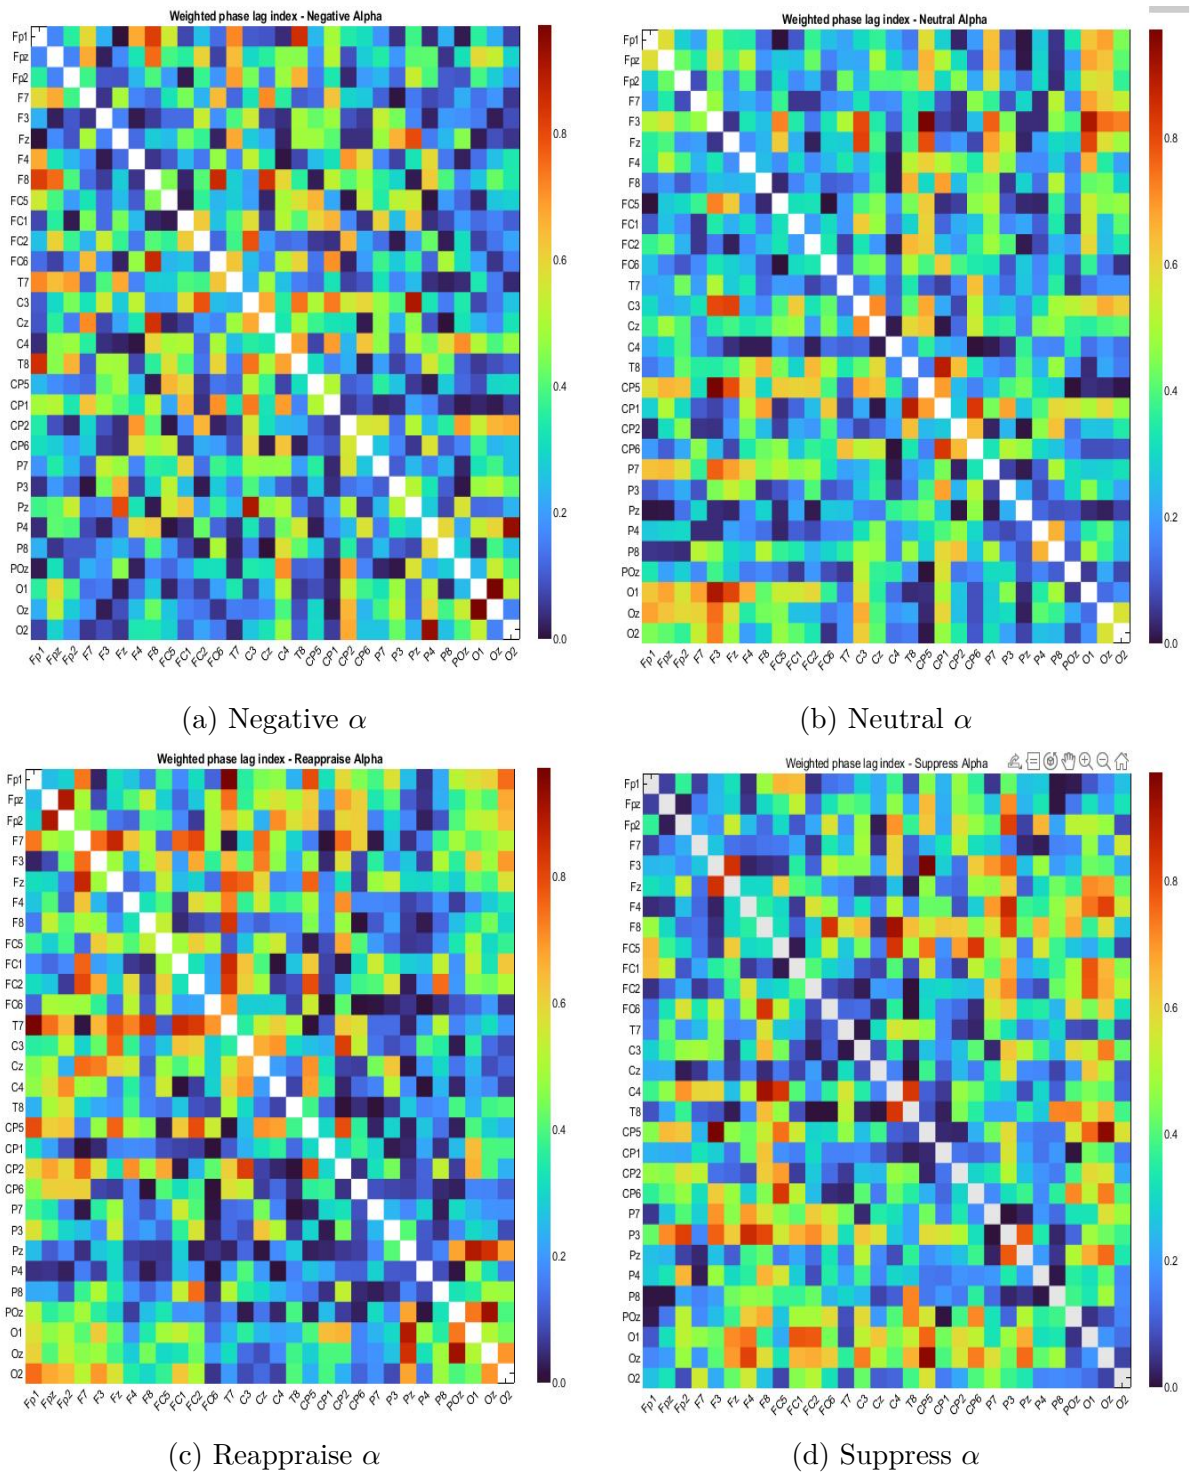 Weighted phase lag index - Negative Alpha
Fp1
Fpz
Fp2
F7
F3
Fz
F4
F8
FC5
FC1
FC2
FC6
T7
C3
Cz
C4
T8
CP5
CP1
CP2
CP6
P7
P3
Pz
P4
P8
POz
O1
Oz
O2
Fp1 Fpz Fp2 F7 F3 Fz F4 F8 FC5 FC1 FC2 FC6 T7 C3 Cz C4 T8 CP5 CP1 CP2 CP6 P7 P3 Pz P4 P8 POz O1 Oz O2
0.8
0.6
0.4
0.2
0.0
(a) Negative α
Weighted phase lag index - Neutral Alpha
Fp1
Fpz
Fp2
F7
F3
Fz
F4
F8
FC5
FC1
FC2
FC6
T7
C3
Cz
C4
T8
CP5
CP1
CP2
CP6
P7
P3
Pz
P4
P8
POz
O1
Oz
O2
Fp1 Fpz Fp2 F7 F3 Fz F4 F8 FC5 FC1 FC2 FC6 T7 C3 Cz C4 T8 CP5 CP1 CP2 CP6 P7 P3 Pz P4 P8 POz O1 Oz O2
0.8
0.6
0.4
0.2
0.0
(b) Neutral α
Weighted phase lag index - Reappraise Alpha
Fp1
Fpz
Fp2
F7
F3
Fz
F4
F8
FC5
FC1
FC2
FC6
T7
C3
Cz
C4
T8
CP5
CP1
CP2
CP6
P7
P3
Pz
P4
P8
POz
O1
Oz
O2
Fp1 Fpz Fp2 F7 F3 Fz F4 F8 FC5 FC1 FC2 FC6 T7 C3 Cz C4 T8 CP5 CP1 CP2 CP6 P7 P3 Pz P4 P8 POz O1 Oz O2
0.8
0.6
0.4
0.2
0.0
(c) Reappraise α
Weighted phase lag index - Suppress Alpha
Fp1
Fpz
Fp2
F7
F3
Fz
F4
F8
FC5
FC1
FC2
FC6
T7
C3
Cz
C4
T8
CP5
CP1
CP2
CP6
P7
P3
Pz
P4
P8
POz
O1
Oz
O2
Fp1 Fpz Fp2 F7 F3 Fz F4 F8 FC5 FC1 FC2 FC6 T7 C3 Cz C4 T8 CP5 CP1 CP2 CP6 P7 P3 Pz P4 P8 POz O1 Oz O2
0.8
0.6
0.4
0.2
0.0
(d) Suppress α